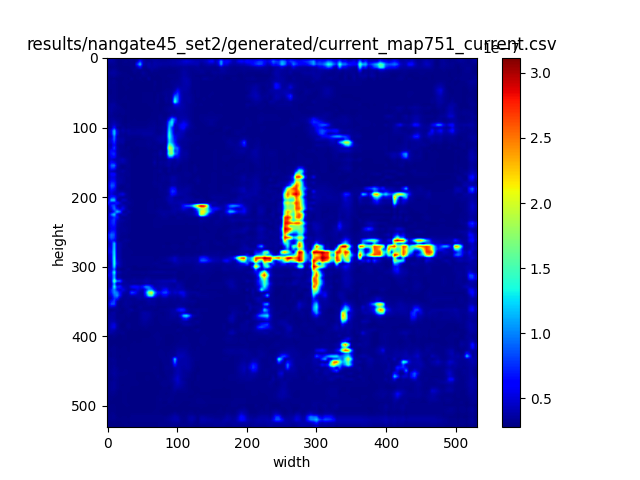 results/nangate45_set2/generated/current_map751_current.csv
1e−7
0
100
200
300
400
500
height
0 100 200 300 400 500
width
3.0
2.5
2.0
1.5
1.0
0.5